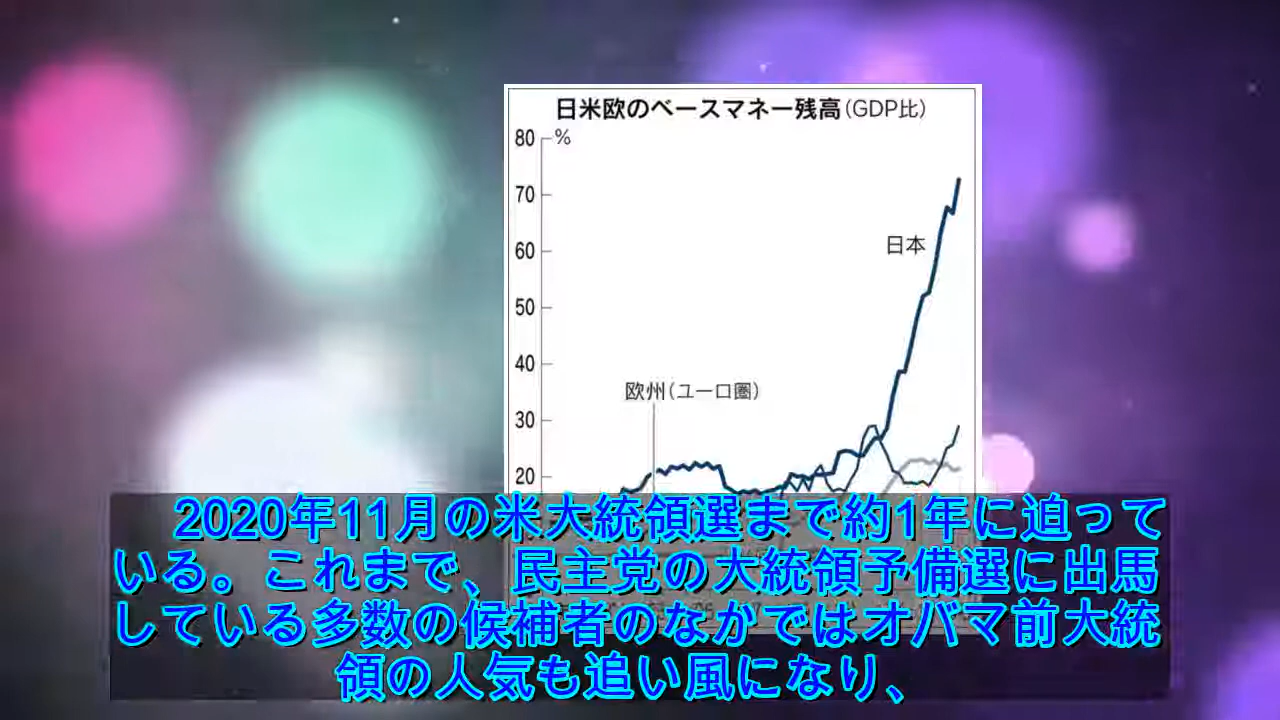 日米欧のベースマネー残高(GDP比)
80 %
70
日本
60
50
40
欧州(ユーロ圏)
30
20
2020年11月の米大統領選まで約1年に迫って
いる。これまで、民主党の大統領予備選に出馬
している多数の候補者のなかではオバマ前大統
領の人気も追い風になり、